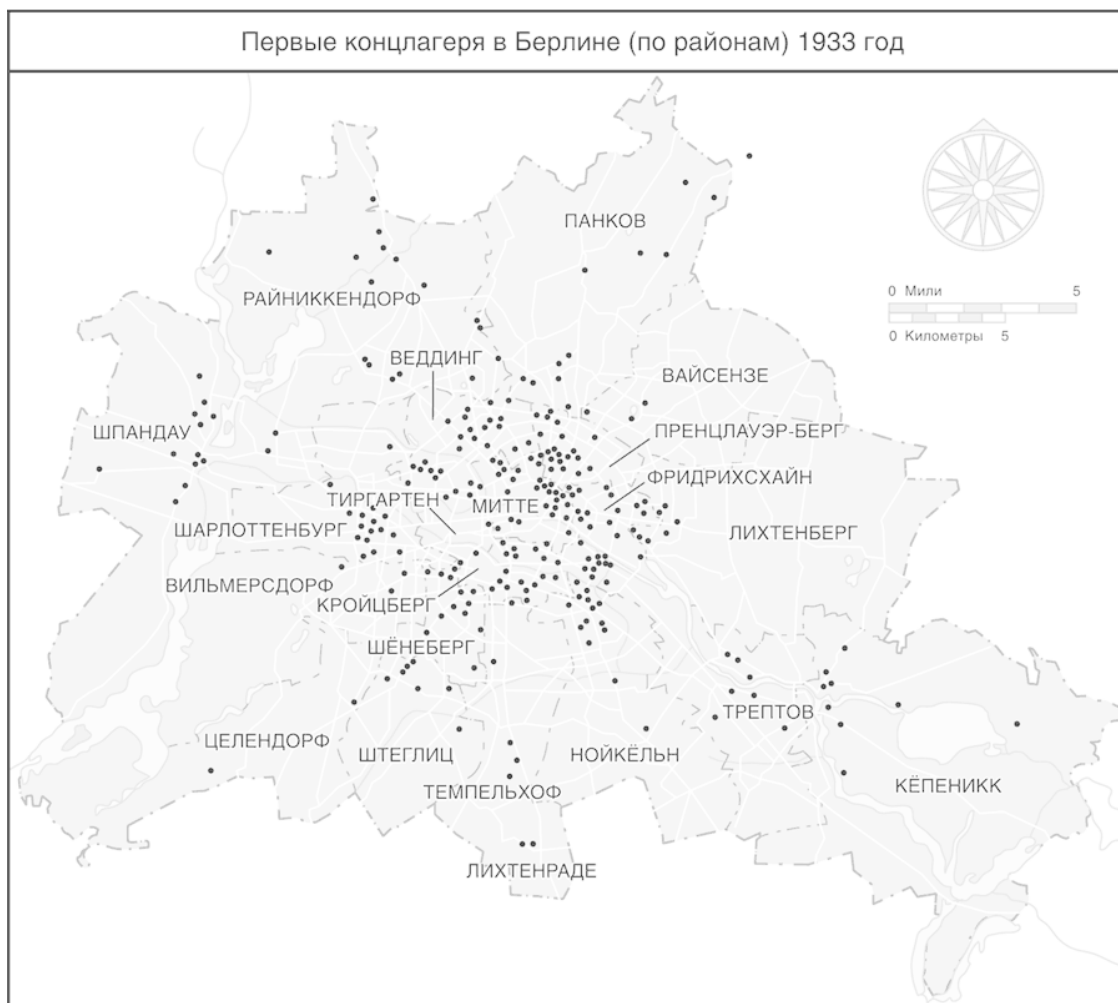 Первые концлагеря в Берлине (по районам) 1933 год
ПАНКОВ
РАЙНИККЕНДОРФ
0 Мили 5
0 Километры 5
ВЕДДИНГ
ВАЙСЕНЗЕ
ШПАНДАУ
ПРЕНЦЛАУЭР-БЕРГ
ФРИДРИХСХАЙН
ТИРГАРТЕН
МИТТЕ
ШАРЛОТТЕНБУРГ
ЛИХТЕНБЕРГ
ВИЛЬМЕРСДОРФ
КРОЙЦБЕРГ
ШЁНЕБЕРГ
ТРЕПТОВ
ЦЕЛЕНДОРФ
ШТЕГЛИЦ
НОЙКЁЛЬН
ТЕМПЕЛЬХОФ
КЁПЕНИКК
ЛИХТЕНРАДЕ